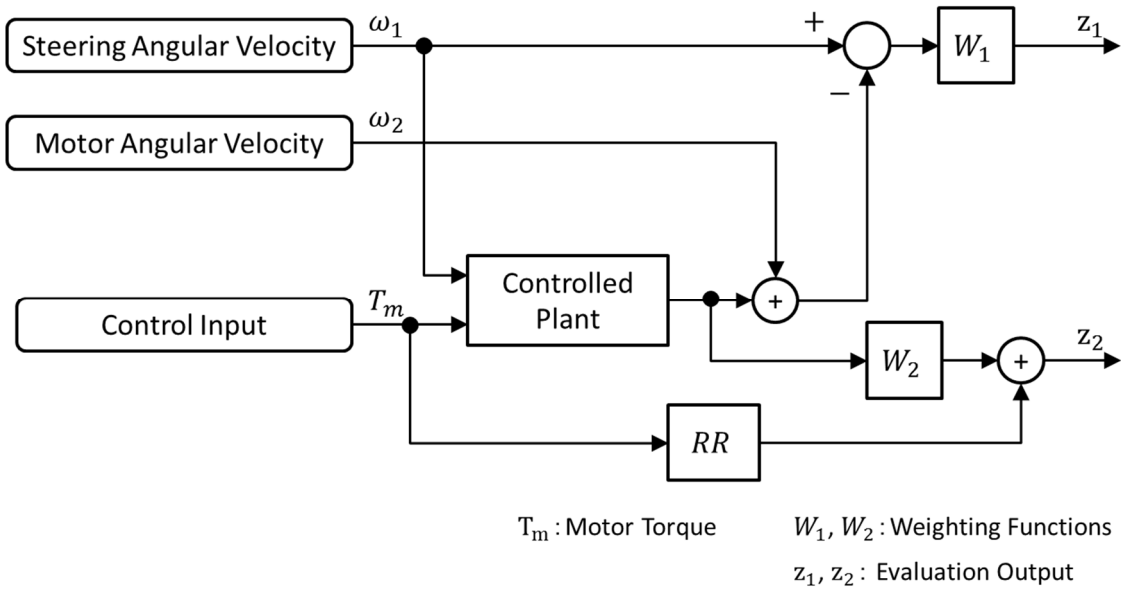 Steering Angular Velocity
ω₁
+
W₁
z₁
−
Motor Angular Velocity
ω₂
Controlled
Plant
+
Control Input
Tₘ
W₂
+
z₂
RR
Tₘ : Motor Torque
W₁, W₂ : Weighting Functions
z₁, z₂ : Evaluation Output